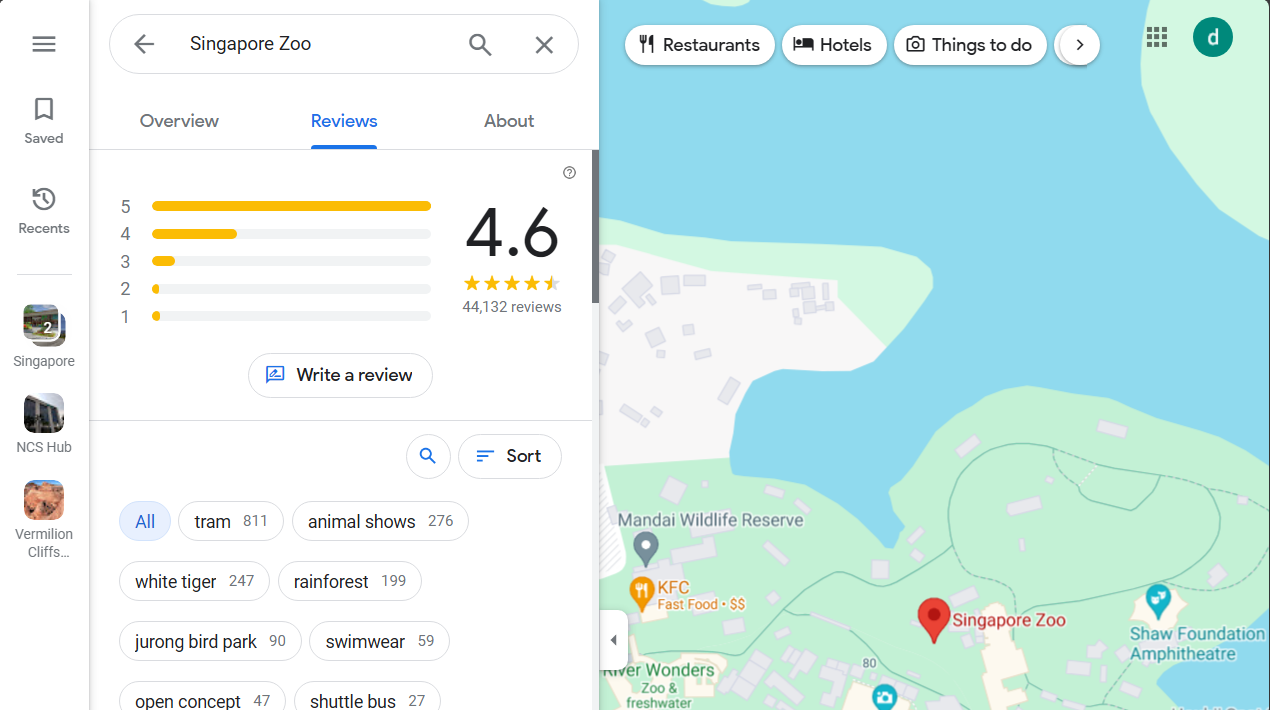 Singapore Zoo
Restaurants
Hotels
Things to do
d
Saved
Recents
2
Singapore
NCS Hub
Vermilion
Cliffs...
Overview
Reviews
About
5
4
3
2
1
4.6
44,132 reviews
Write a review
Sort
All
tram 811
animal shows 276
white tiger 247
rainforest 199
jurong bird park 90
swimwear 59
open concept 47
shuttle bus 27
Mandai Wildlife Reserve
KFC
Fast Food • $$
Singapore Zoo
Shaw Foundation
Amphitheatre
80
River Wonders
Zoo &
freshwater